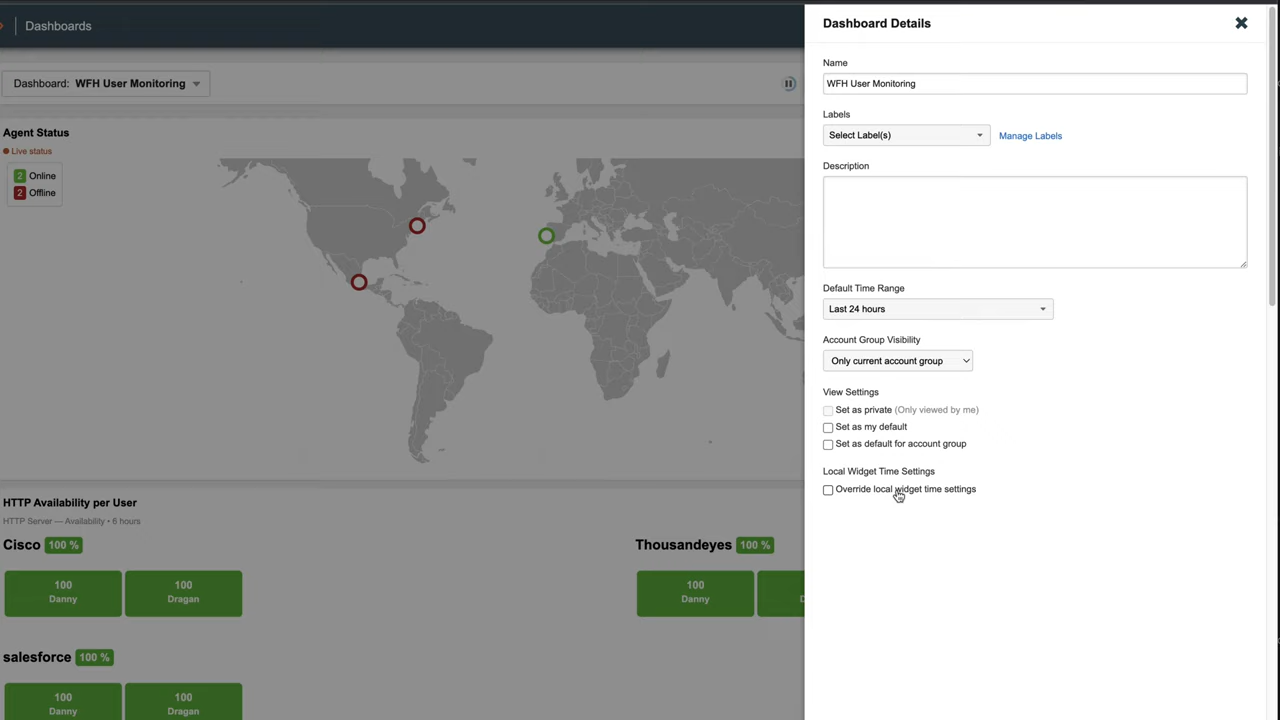 Dashboards
Dashboard: WFH User Monitoring
Agent Status
Live status
2 Online
2 Offline
HTTP Availability per User
HTTP Server — Availability • 6 hours
Cisco 100 %
100
Danny
100
Dragan
Thousandeyes 100 %
100
Danny
D
salesforce 100 %
100
Danny
100
Dragan
Dashboard Details
Name
WFH User Monitoring
Labels
Select Label(s)
Manage Labels
Description
Default Time Range
Last 24 hours
Account Group Visibility
Only current account group
View Settings
Set as private (Only viewed by me)
Set as my default
Set as default for account group
Local Widget Time Settings
Override local widget time settings